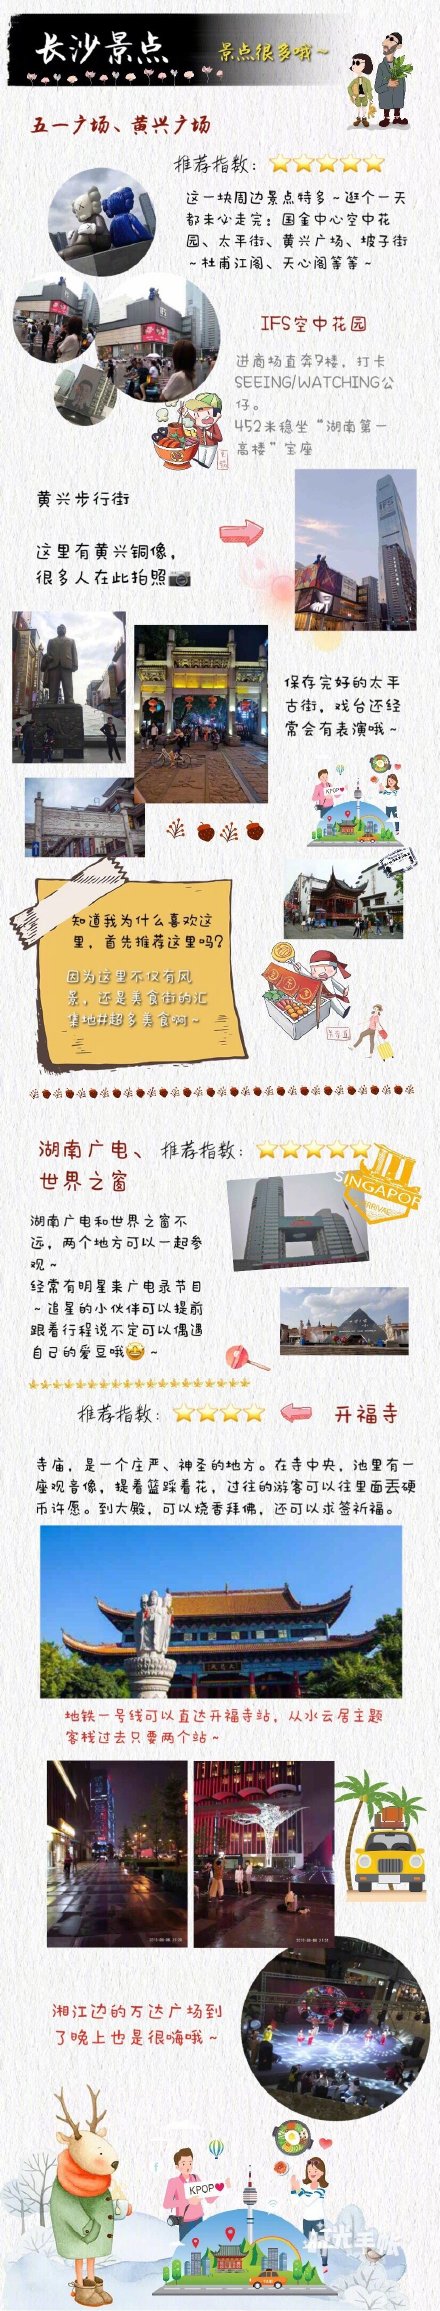 长沙景点
景点很多哦～
五一广场、黄兴广场
推荐指数：⭐⭐⭐⭐⭐
这一块周边景点特多～逛个一天
都未必走完：国金中心空中花
园、太平街、黄兴广场、坡子街
～杜甫江阁、天心阁等等～
IFS空中花园
进商场直奔7楼，打卡
SEEING/WATCHING公
仔。
452米稳坐“湖南第一
高楼”宝座
黄兴步行街
这里有黄兴铜像，
很多人在此拍照📷
保存完好的太平
古街，戏台还经
常会有表演哦～
KPOP
知道我为什么喜欢这
里，首先推荐这里吗？
因为这里不仅有风
景，还是美食街的汇
集地#超多美食啊～
湖南广电、
世界之窗
推荐指数：⭐⭐⭐⭐⭐
SINGAPOR
ARRIVAL
湖南广电和世界之窗不
远，两个地方可以一起参
观～
经常有明星来广电录节目
～追星的小伙伴可以提前
跟着行程说不定可以偶遇
自己的爱豆哦🤩～
推荐指数：⭐⭐⭐⭐
开福寺
寺庙，是一个庄严、神圣的地方。在寺中央，池里有一
座观音像，提着篮踩着花，过往的游客可以往里面丢硬
币许愿。到大殿，可以烧香拜佛，还可以求签祈福。
地铁一号线可以直达开福寺站，从水云居主题
客栈过去只要两个站～
湘江边的万达广场到
了晚上也是很嗨哦～
KPOP